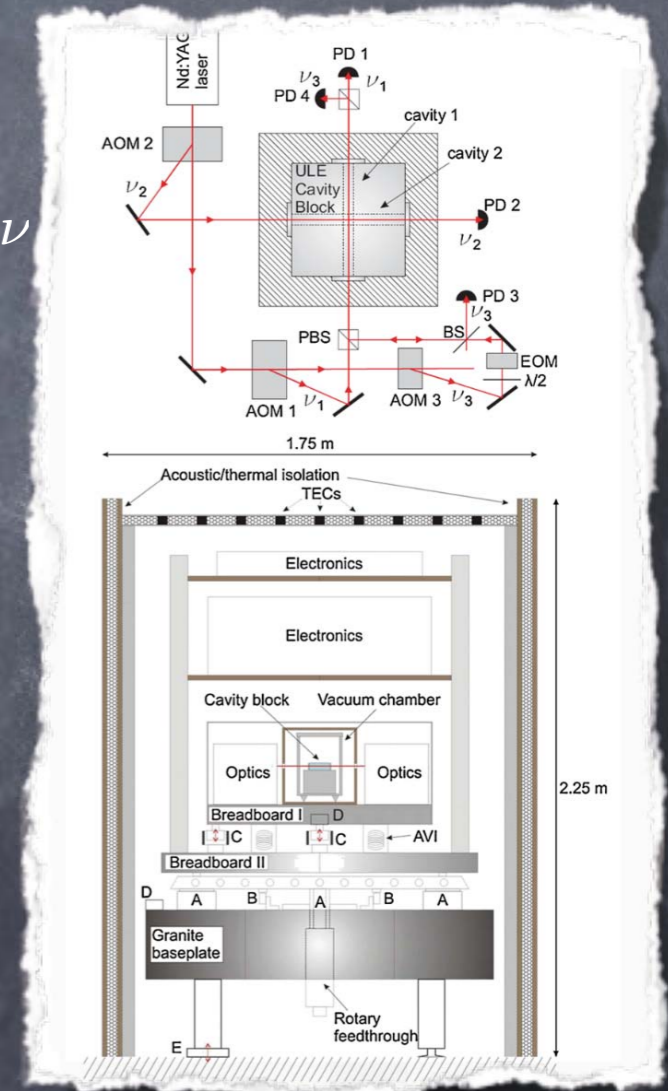 ν
Nd:YAG
laser
PD 1
ν3
ν1
PD 4
AOM 2
cavity 1
cavity 2
ULE
Cavity
Block
ν2
PD 2
ν2
PD 3
ν3
PBS
BS
EOM
λ/2
AOM 1
ν1
AOM 3
ν3
1.75 m
Acoustic/thermal isolation
TECs
Electronics
Electronics
Cavity block
Vacuum chamber
Optics
Optics
2.25 m
Breadboard I
D
C
C
AVI
Breadboard II
D
A
B
A
B
A
Granite
baseplate
Rotary
feedthrough
E